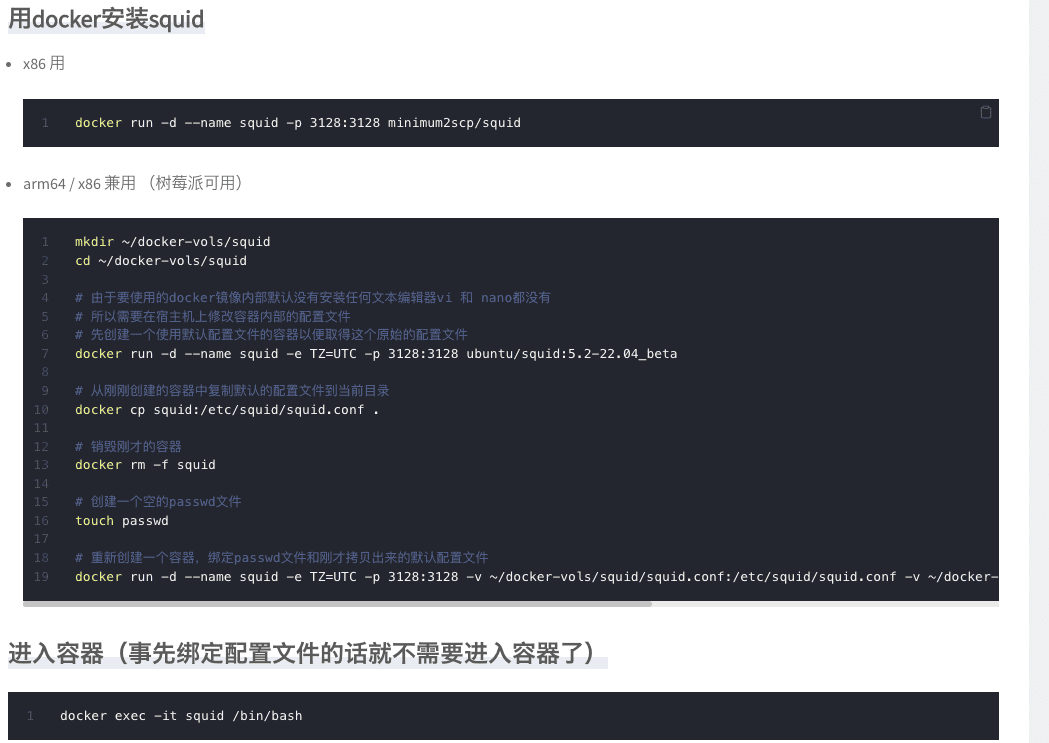 用docker安装squid
x86 用
1 docker run -d --name squid -p 3128:3128 minimum2scp/squid
arm64 / x86 兼用 （树莓派可用）
1 mkdir ~/docker-vols/squid
2 cd ~/docker-vols/squid
3
4 # 由于要使用的docker镜像内部默认没有安装任何文本编辑器vi 和 nano都没有
5 # 所以需要在宿主机上修改容器内部的配置文件
6 # 先创建一个使用默认配置文件的容器以便取得这个原始的配置文件
7 docker run -d --name squid -e TZ=UTC -p 3128:3128 ubuntu/squid:5.2-22.04_beta
8
9 # 从刚刚创建的容器中复制默认的配置文件到当前目录
10 docker cp squid:/etc/squid/squid.conf .
11
12 # 销毁刚才的容器
13 docker rm -f squid
14
15 # 创建一个空的passwd文件
16 touch passwd
17
18 # 重新创建一个容器，绑定passwd文件和刚才拷贝出来的默认配置文件
19 docker run -d --name squid -e TZ=UTC -p 3128:3128 -v ~/docker-vols/squid/squid.conf:/etc/squid/squid.conf -v ~/docker-
进入容器（事先绑定配置文件的话就不需要进入容器了）
1 docker exec -it squid /bin/bash